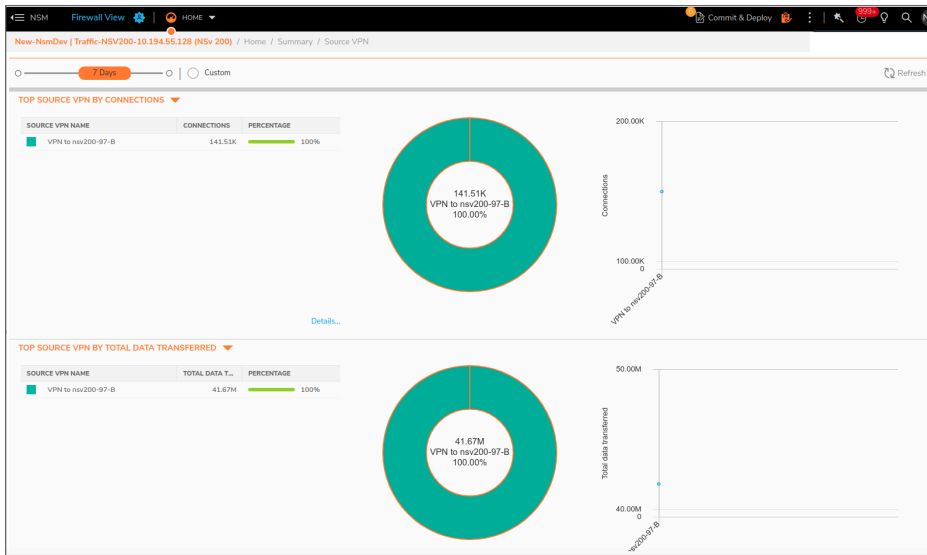 NSM Firewall View HOME Commit & Deploy 999+
New-NsmDev | Traffic-NSV200-10.194.55.128 (NSv 200) / Home / Summary / Source VPN
7 Days Custom Refresh
TOP SOURCE VPN BY CONNECTIONS
SOURCE VPN NAME CONNECTIONS PERCENTAGE
VPN to nsv200-97-B 141.51K 100%
141.51K
VPN to nsv200-97-B
100.00%
200.00K
Connections
100.00K
0
VPN to nsv200-97-B
Details...
TOP SOURCE VPN BY TOTAL DATA TRANSFERRED
SOURCE VPN NAME TOTAL DATA T... PERCENTAGE
VPN to nsv200-97-B 41.67M 100%
41.67M
VPN to nsv200-97-B
100.00%
50.00M
Total data transferred
40.00M
0
nsv200-97-B